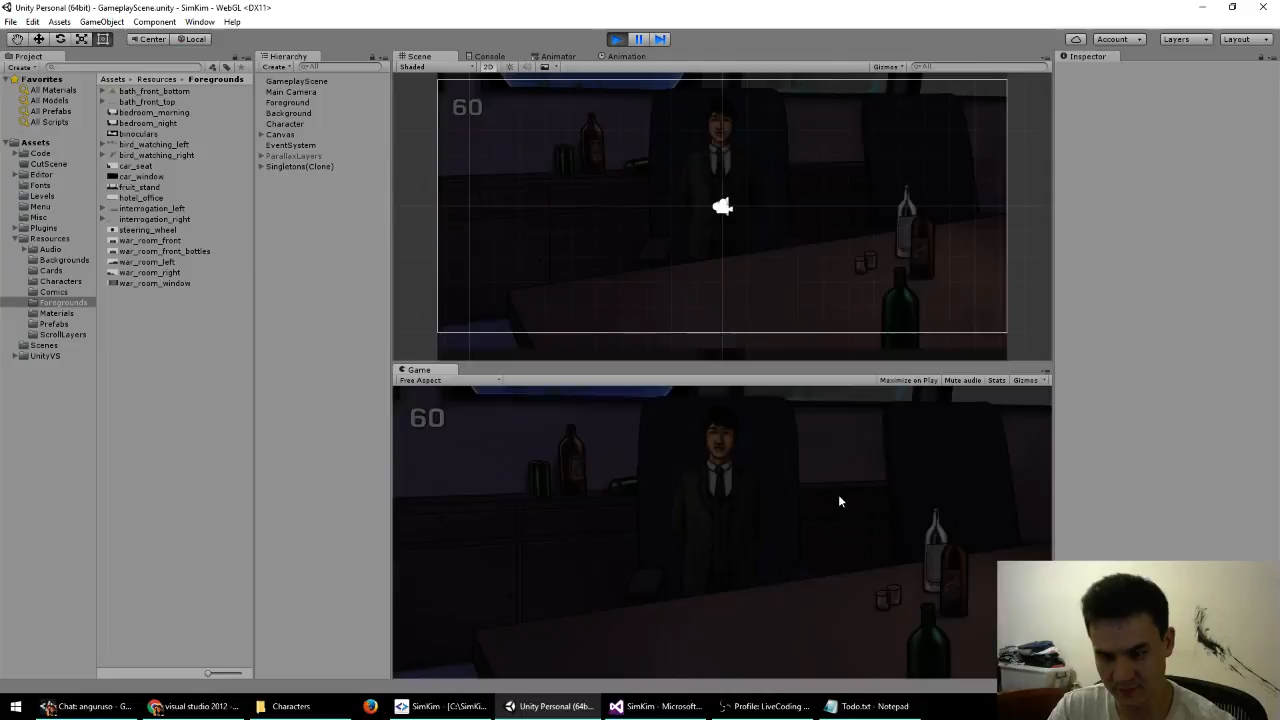 Unity Personal (64bit) - GameplayScene.unity - SimKim - WebGL <DX11>
File Edit Assets GameObject Component Window Help
Center Local Account Layers Layout
Project
Create
Favorites
All Materials
All Models
All Prefabs
All Scripts
Assets
Code
CutScene
Editor
Fonts
Levels
Menu
Misc
Plugins
Resources
Audio
Backgrounds
Cards
Characters
Comics
Foregrounds
Materials
Prefabs
ScrollLayers
Scenes
UnityVS
Assets Resources Foregrounds
bath_front_bottom
bath_front_top
bedroom_morning
bedroom_night
binoculars
bird_watching_left
bird_watching_right
car_seat
car_window
fruit_stand
hotel_office
interrogation_left
interrogation_right
steering_wheel
war_room_front
war_room_front_bottles
war_room_left
war_room_right
war_room_window
Hierarchy
Create All
GameplayScene
Main Camera
Foreground
Background
Character
Canvas
EventSystem
ParallaxLayers
Singletons(Clone)
Scene Console Animator Animation
Shaded 2D Gizmos All
60
Game
Free Aspect Maximize on Play Mute audio Stats Gizmos
60
Inspector
Chat: anguruso - G... visual studio 2012 -... Characters SimKim - [C:\SimKi... Unity Personal (64b... SimKim - Microsoft... Profile: LiveCoding ... Todo.txt - Notepad